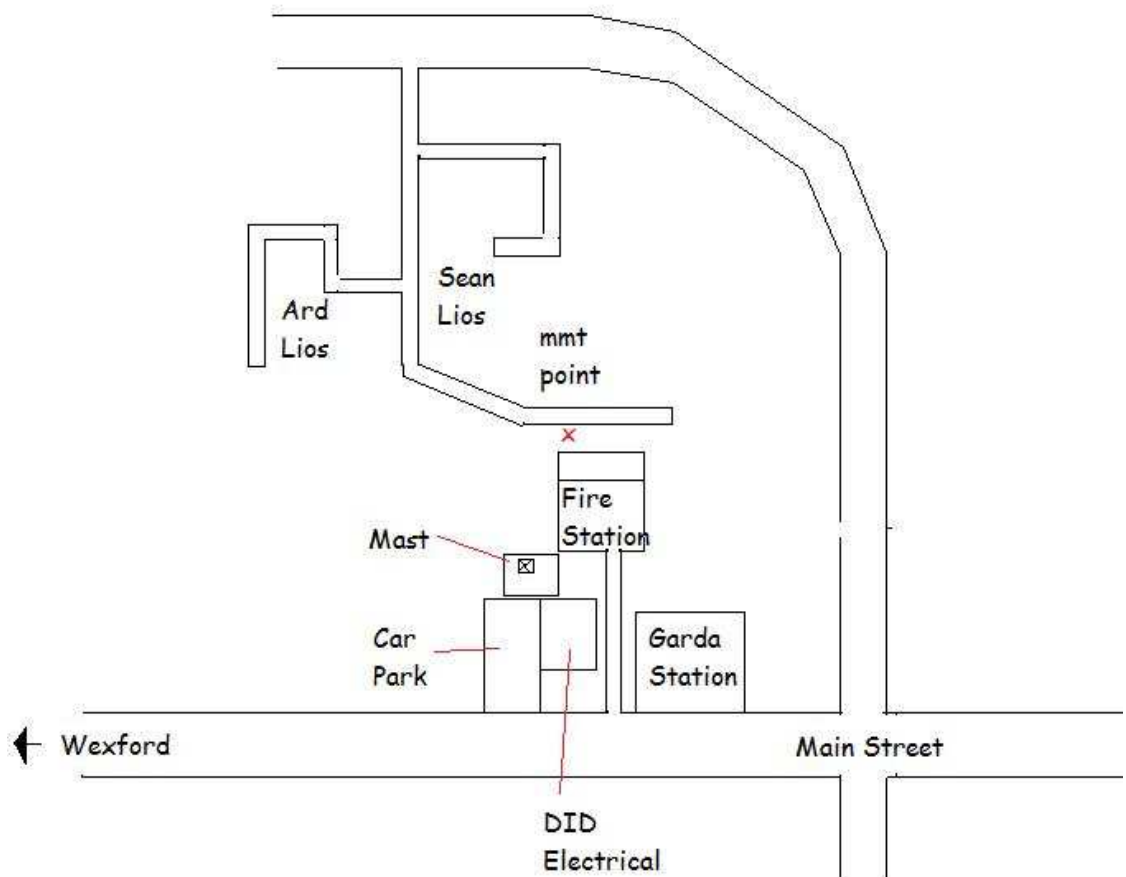 Sean
Lios
Ard
Lios
mmt
point
Fire
Station
Mast
Car
Park
Garda
Station
Wexford
Main Street
DID
Electrical